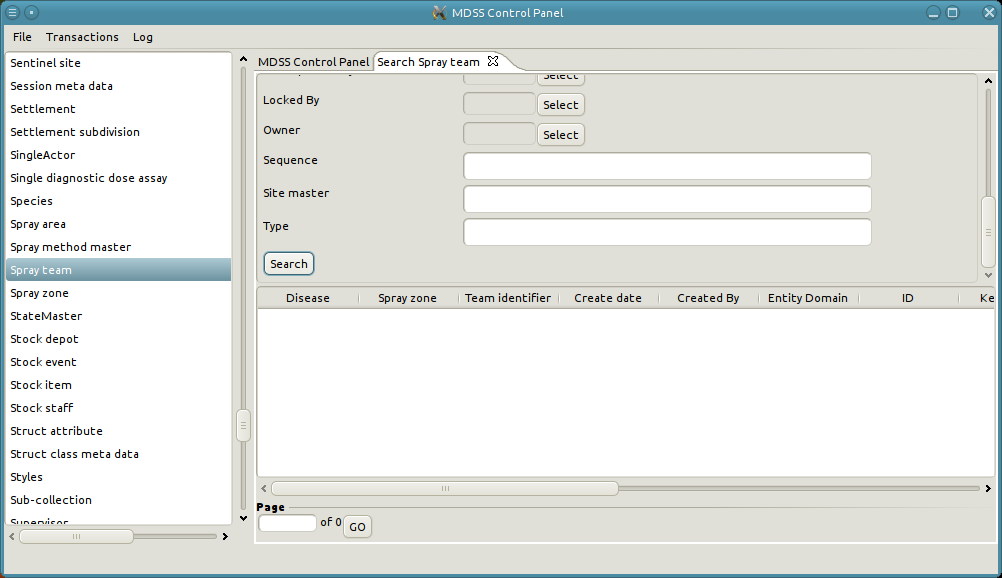 MDSS Control Panel
File Transactions Log
Sentinel site
Session meta data
Settlement
Settlement subdivision
SingleActor
Single diagnostic dose assay
Species
Spray area
Spray method master
Spray team
Spray zone
StateMaster
Stock depot
Stock event
Stock item
Stock staff
Struct attribute
Struct class meta data
Styles
Sub-collection
Supervisor
MDSS Control Panel Search Spray team
Select
Locked By Select
Owner Select
Sequence
Site master
Type
Search
Disease Spray zone Team identifier Create date Created By Entity Domain ID Ke
Page
of 0 GO